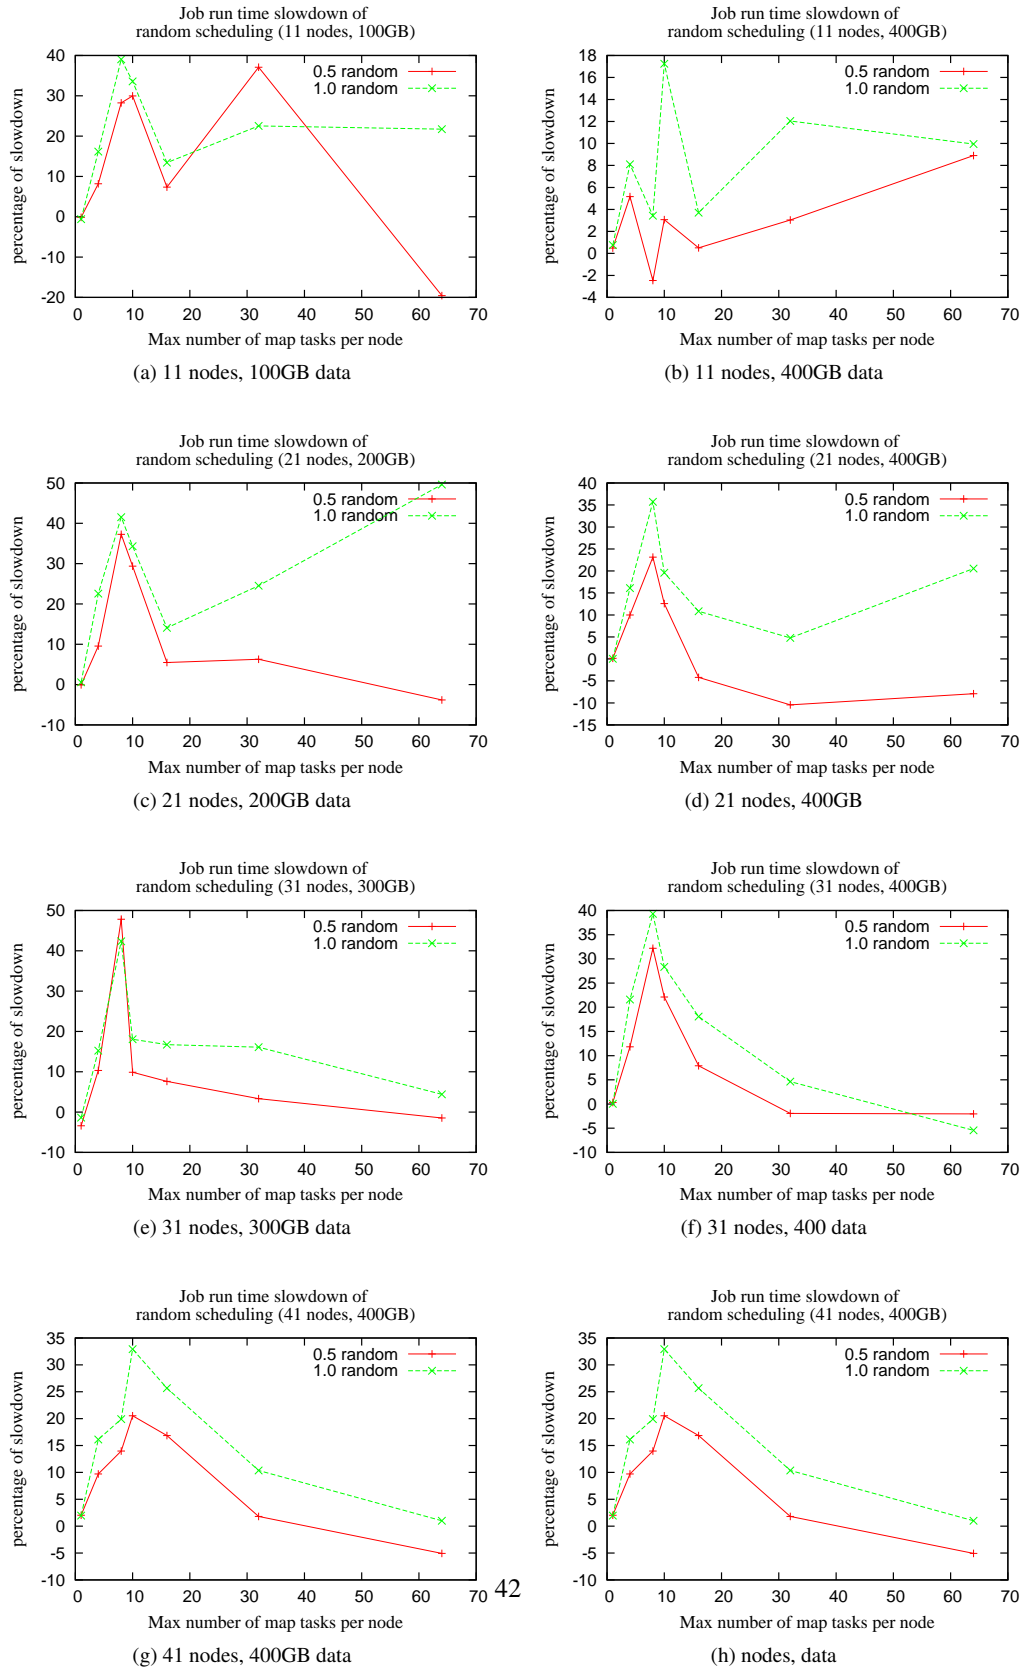 Job run time slowdown of
random scheduling (11 nodes, 100GB)
percentage of slowdown
40
30
20
10
0
-10
-20
0.5 random
1.0 random
0 10 20 30 40 50 60 70
Max number of map tasks per node
(a) 11 nodes, 100GB data
Job run time slowdown of
random scheduling (11 nodes, 400GB)
percentage of slowdown
18
16
14
12
10
8
6
4
2
0
-2
-4
0.5 random
1.0 random
0 10 20 30 40 50 60 70
Max number of map tasks per node
(b) 11 nodes, 400GB data
Job run time slowdown of
random scheduling (21 nodes, 200GB)
percentage of slowdown
50
40
30
20
10
0
-10
0.5 random
1.0 random
0 10 20 30 40 50 60 70
Max number of map tasks per node
(c) 21 nodes, 200GB data
Job run time slowdown of
random scheduling (21 nodes, 400GB)
percentage of slowdown
40
35
30
25
20
15
10
5
0
-5
-10
-15
0.5 random
1.0 random
0 10 20 30 40 50 60 70
Max number of map tasks per node
(d) 21 nodes, 400GB
Job run time slowdown of
random scheduling (31 nodes, 300GB)
percentage of slowdown
50
40
30
20
10
0
-10
0.5 random
1.0 random
0 10 20 30 40 50 60 70
Max number of map tasks per node
(e) 31 nodes, 300GB data
Job run time slowdown of
random scheduling (31 nodes, 400GB)
percentage of slowdown
40
35
30
25
20
15
10
5
0
-5
-10
0.5 random
1.0 random
0 10 20 30 40 50 60 70
Max number of map tasks per node
(f) 31 nodes, 400 data
Job run time slowdown of
random scheduling (41 nodes, 400GB)
percentage of slowdown
35
30
25
20
15
10
5
0
-5
-10
0.5 random
1.0 random
0 10 20 30 40 50 60 70
Max number of map tasks per node
(g) 41 nodes, 400GB data
Job run time slowdown of
random scheduling (41 nodes, 400GB)
percentage of slowdown
35
30
25
20
15
10
5
0
-5
-10
0.5 random
1.0 random
0 10 20 30 40 50 60 70
Max number of map tasks per node
(h) nodes, data
42